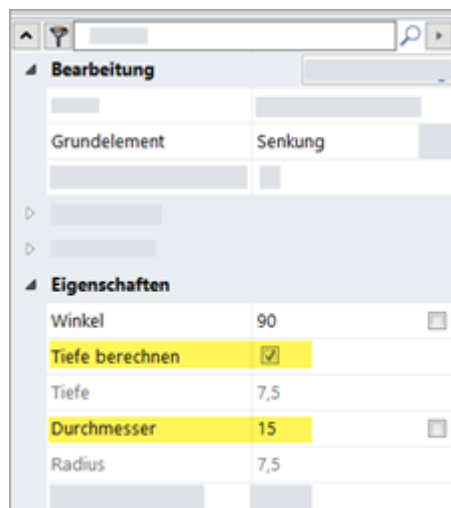 Bearbeitung
Grundelement Senkung
Eigenschaften
Winkel 90
Tiefe berechnen
Tiefe 7,5
Durchmesser 15
Radius 7,5